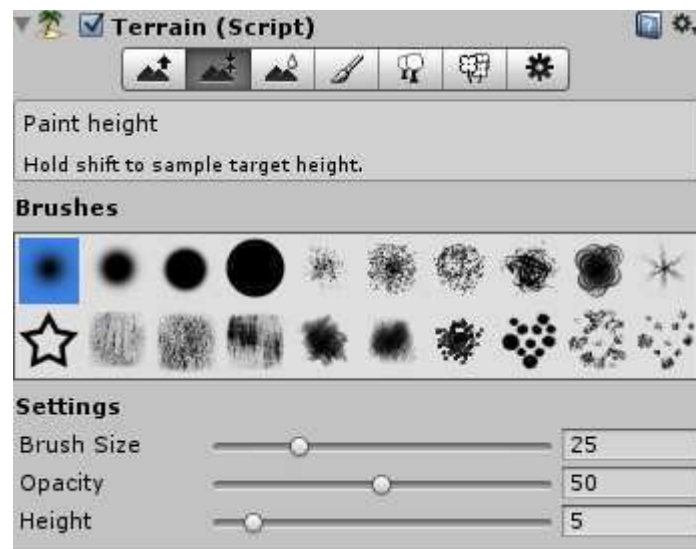 Terrain (Script)
Paint height
Hold shift to sample target height.
Brushes
Settings
Brush Size 25
Opacity 50
Height 5